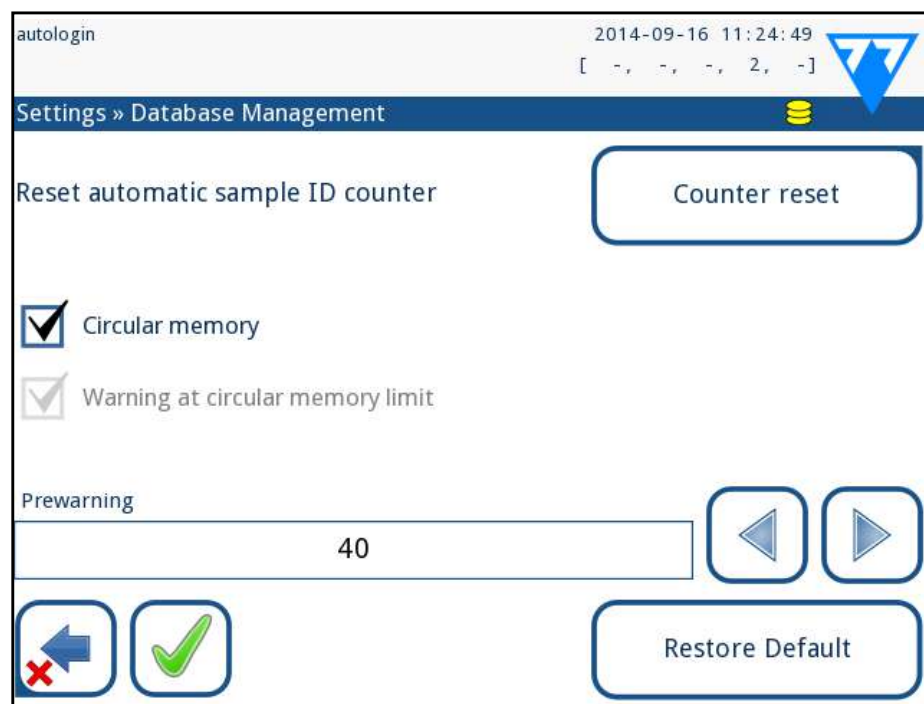 autologin
2014-09-16 11:24:49
[ -, -, -, 2, -]
Settings » Database Management
Reset automatic sample ID counter
Counter reset
Circular memory
Warning at circular memory limit
Prewarning
40
Restore Default